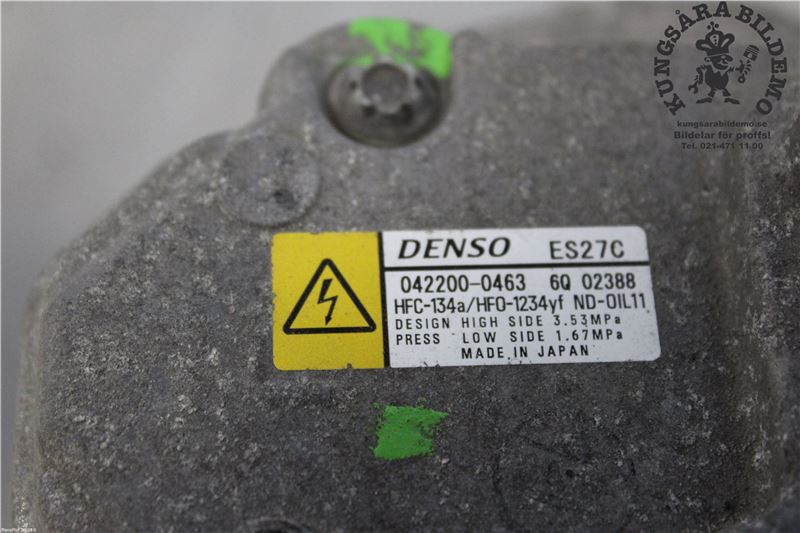 KUNGSÅRA BILDEMO
kungsarabildemo.se
Bildelar för proffs!
Tel. 021-471 11 00
DENSO ES27C
042200-0463 6Q 02388
HFC-134a/HFO-1234yf ND-OIL11
DESIGN HIGH SIDE 3.53MPa
PRESS LOW SIDE 1.67MPa
MADE IN JAPAN